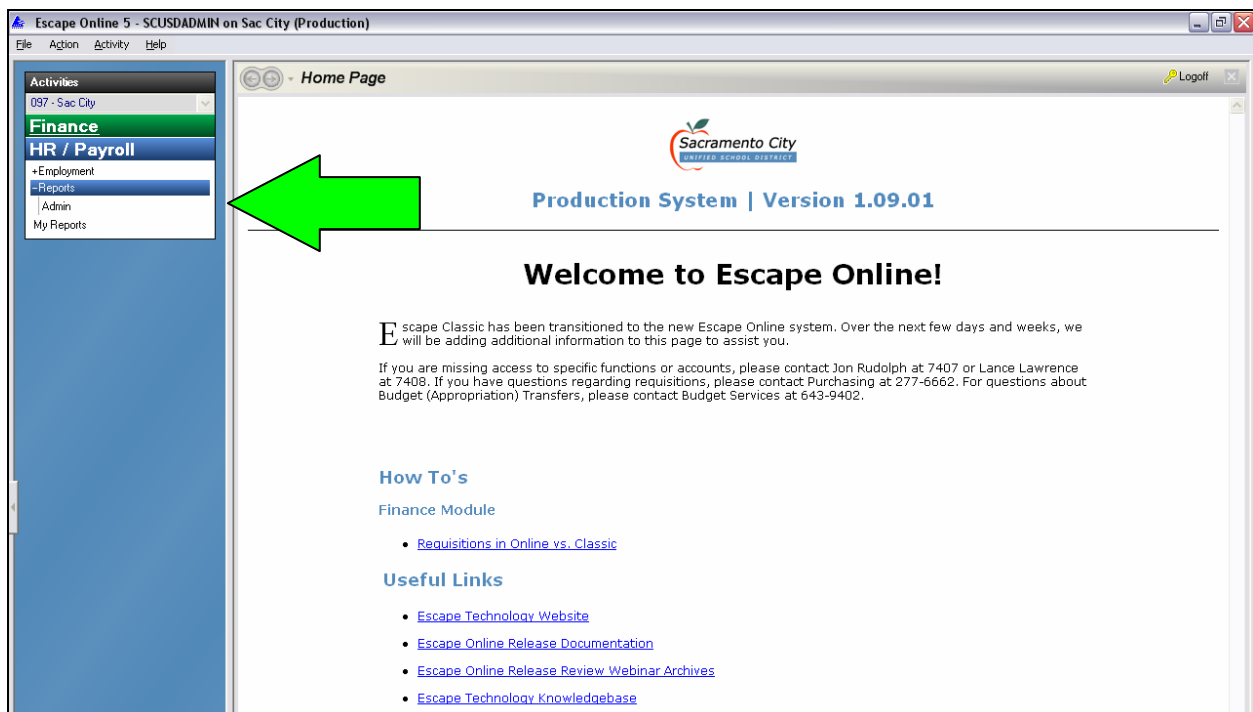 Escape Online 5 - SCUSDADMIN on Sac City (Production)
File Action Activity Help
Activities
097 - Sac City
Finance
HR / Payroll
+Employment
-Reports
Admin
My Reports
Home Page
Logoff
Sacramento City
UNIFIED SCHOOL DISTRICT
Production System | Version 1.09.01
Welcome to Escape Online!
Escape Classic has been transitioned to the new Escape Online system. Over the next few days and weeks, we
will be adding additional information to this page to assist you.
If you are missing access to specific functions or accounts, please contact Jon Rudolph at 7407 or Lance Lawrence
at 7408. If you have questions regarding requisitions, please contact Purchasing at 277-6662. For questions about
Budget (Appropriation) Transfers, please contact Budget Services at 643-9402.
How To's
Finance Module
• Requisitions in Online vs. Classic
Useful Links
• Escape Technology Website
• Escape Online Release Documentation
• Escape Online Release Review Webinar Archives
• Escape Technology Knowledgebase